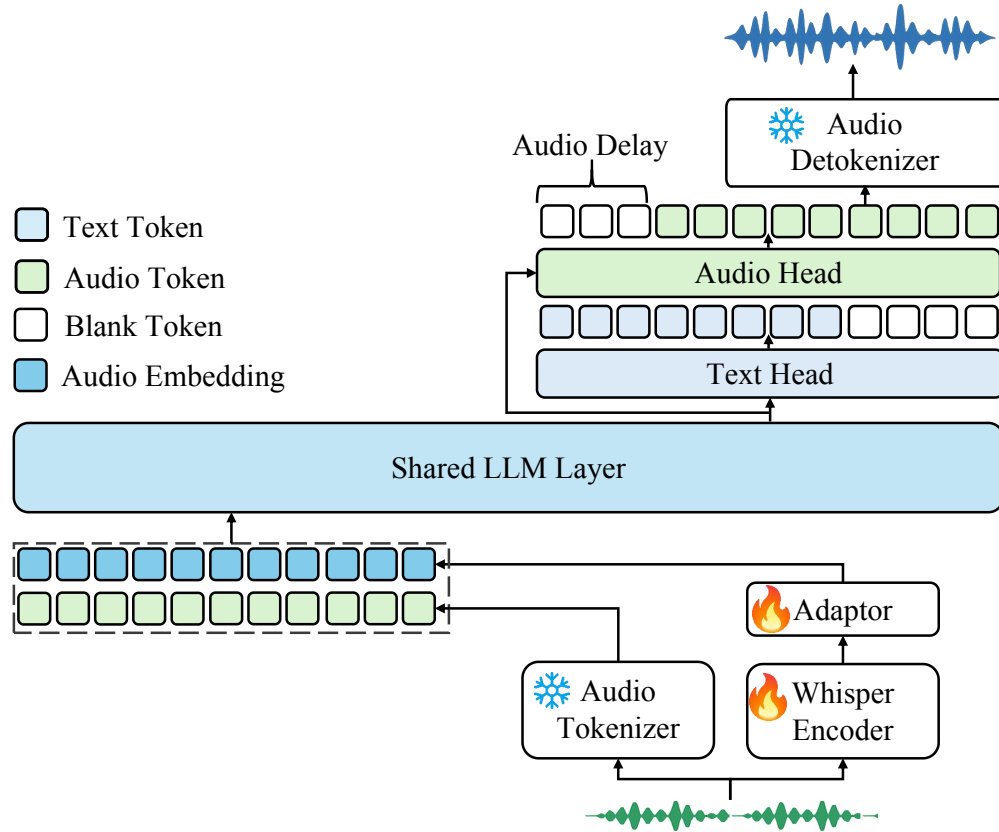 Audio
Detokenizer
Audio Delay
Text Token
Audio Token
Blank Token
Audio Embedding
Audio Head
Text Head
Shared LLM Layer
Adaptor
Audio
Tokenizer
Whisper
Encoder